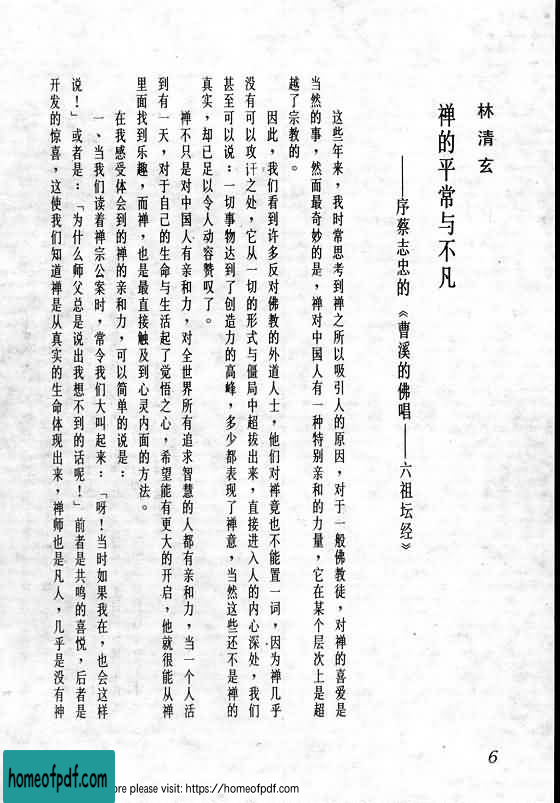 林清玄
禅的平常与不凡
——序蔡志忠的《曹溪的佛唱——六祖坛经》
这些年来，我时常思考到禅之所以吸引人的原因，对于一般佛教徒，对禅的喜爱是
当然的事，然而最奇妙的是，禅对中国人有一种特别亲和的力量，它在某个层次上是超
越了宗教的。
因此，我们看到许多反对佛教的外道人士，他们对禅竟也不能置一词，因为禅几乎
没有可以攻讦之处，它从一切的形式与僵局中超拔出来，直接进入人的内心深处，我们
甚至可以说：一切事物达到了创造力的高峰，多少都表现了禅意，当然这些还不是禅的
真实，却已足以令人动容赞叹了。
禅不只是对中国人有亲和力，对全世界所有追求智慧的人都有亲和力，当一个人活
到有一天，对于自己的生命与生活起了觉悟之心，希望能有更大的开启，他就很能从禅
里面找到乐趣，而禅，也是最直接触及到心灵内面的方法。
在我感受体会到的禅的亲和力，可以简单的说是：
一、当我们读着禅宗公案时，常令我们大叫起来：「呀！当时如果我在，也会这样
说！」或者是：「为什么师父总是说出我想不到的话呢！」前者是共鸣的喜悦，后者是
开发的惊喜，这使我们知道禅是从真实的生命体现出来，禅师也是凡人，几乎是没有神
6
homeofpdf.com
ore please visit: https://homeofpdf.com